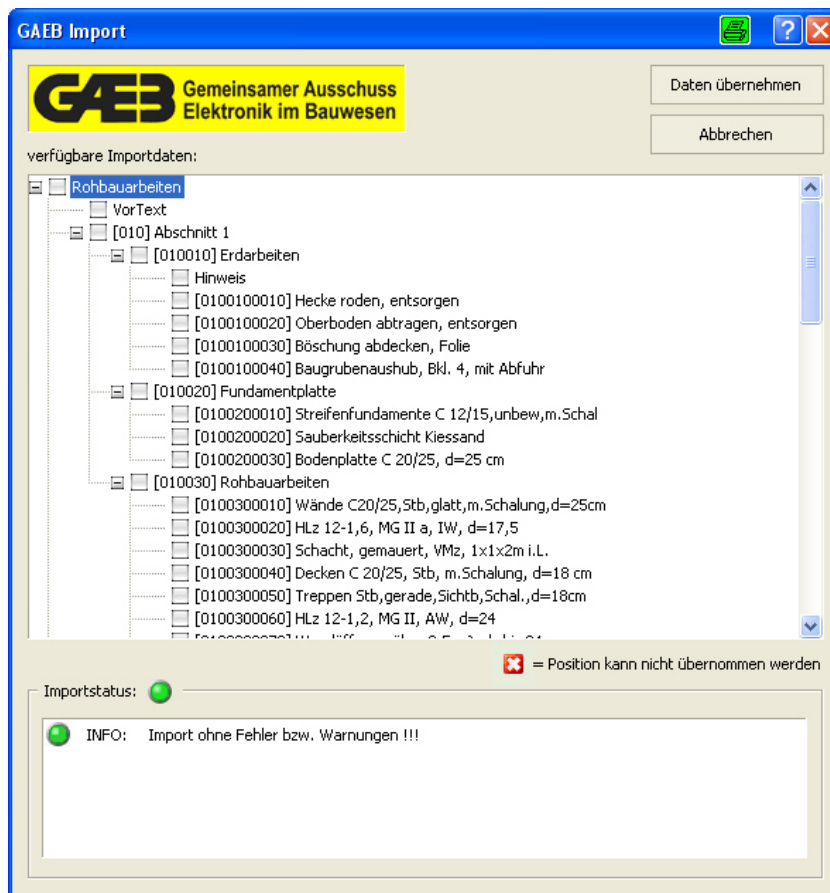 GAEB Import
GAEB Gemeinsamer Ausschuss
Elektronik im Bauwesen
Daten übernehmen
Abbrechen
verfügbare Importdaten:
Rohbauarbeiten
VorText
[010] Abschnitt 1
[010010] Erdarbeiten
Hinweis
[0100100010] Hecke roden, entsorgen
[0100100020] Oberboden abtragen, entsorgen
[0100100030] Böschung abdecken, Folie
[0100100040] Baugrubenaushub, Bkl. 4, mit Abfuhr
[010020] Fundamentplatte
[0100200010] Streifenfundamente C 12/15,unbew,m.Schal
[0100200020] Sauberkeitsschicht Kiessand
[0100200030] Bodenplatte C 20/25, d=25 cm
[010030] Rohbauarbeiten
[0100300010] Wände C20/25,Stb,glatt,m.Schalung,d=25cm
[0100300020] HLz 12-1,6, MG II a, IW, d=17,5
[0100300030] Schacht, gemauert, VMz, 1x1x2m i.L.
[0100300040] Decken C 20/25, Stb, m.Schalung, d=18 cm
[0100300050] Treppen Stb,gerade,Sichtb,Schal.,d=18cm
[0100300060] HLz 12-1,2, MG II, AW, d=24
= Position kann nicht übernommen werden
Importstatus:
INFO: Import ohne Fehler bzw. Warnungen !!!